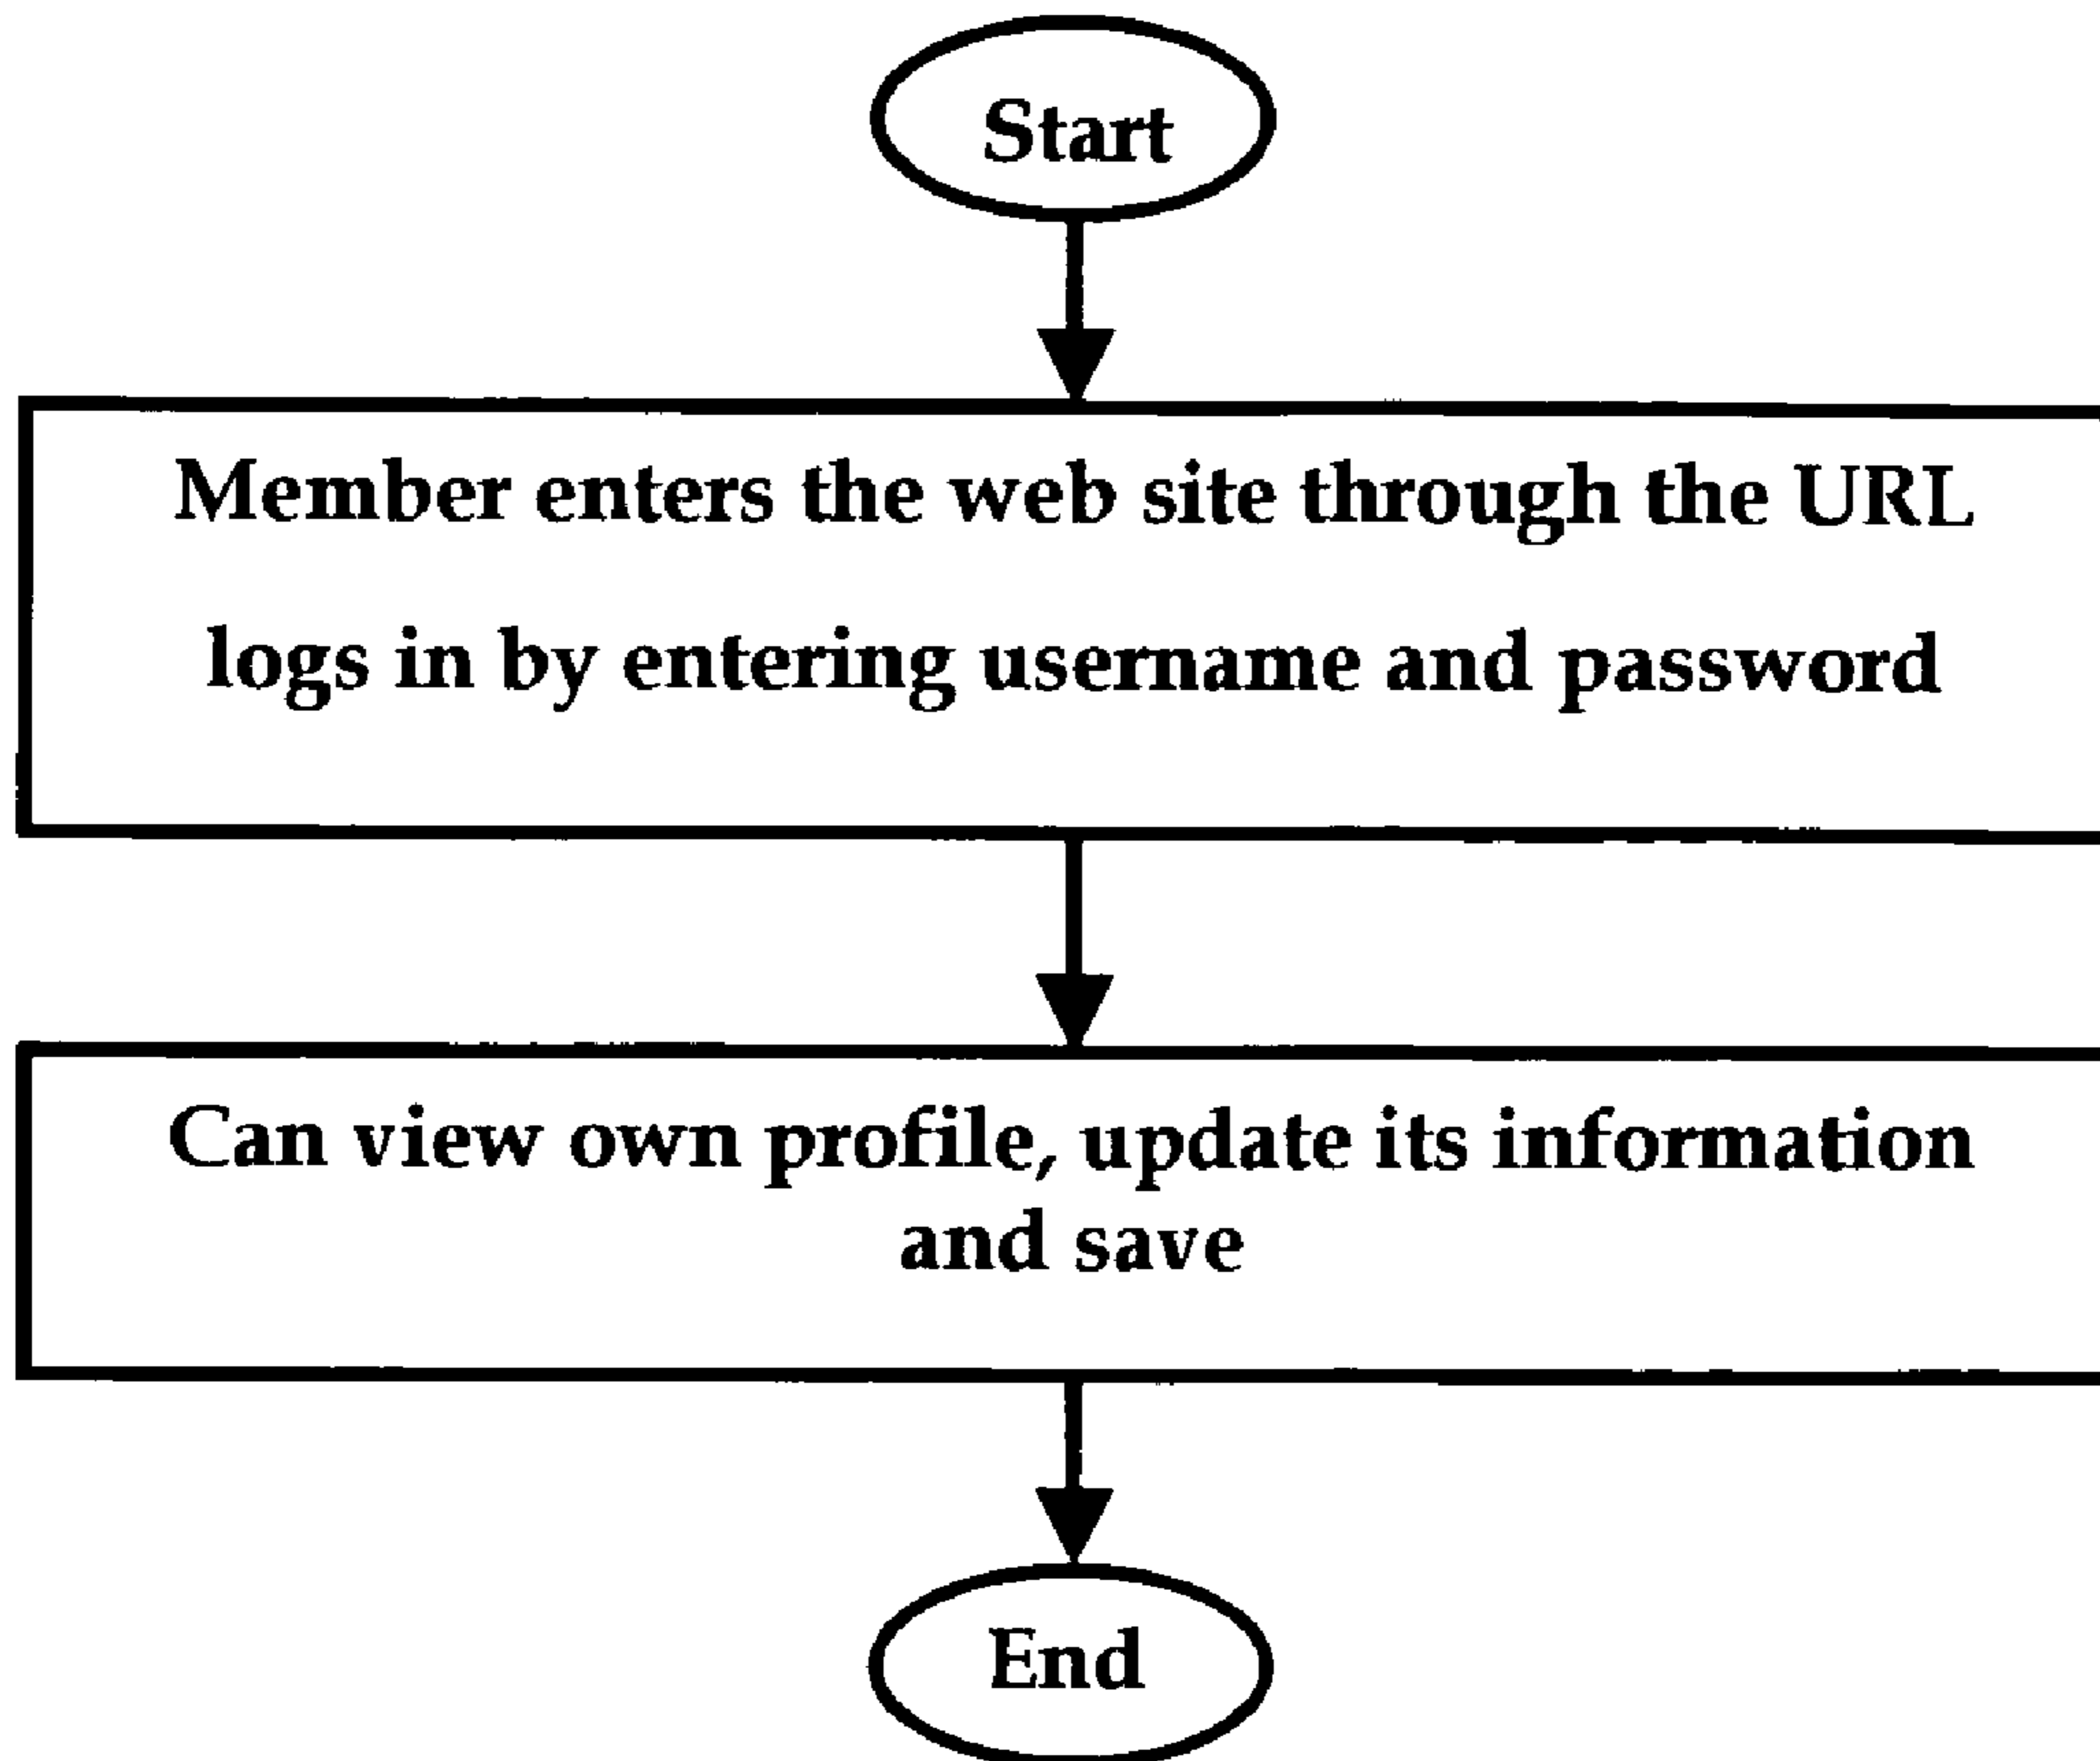 Start
Member enters the web site through the URL
logs in by entering username and password
Can view own profile, update its information
and save
End